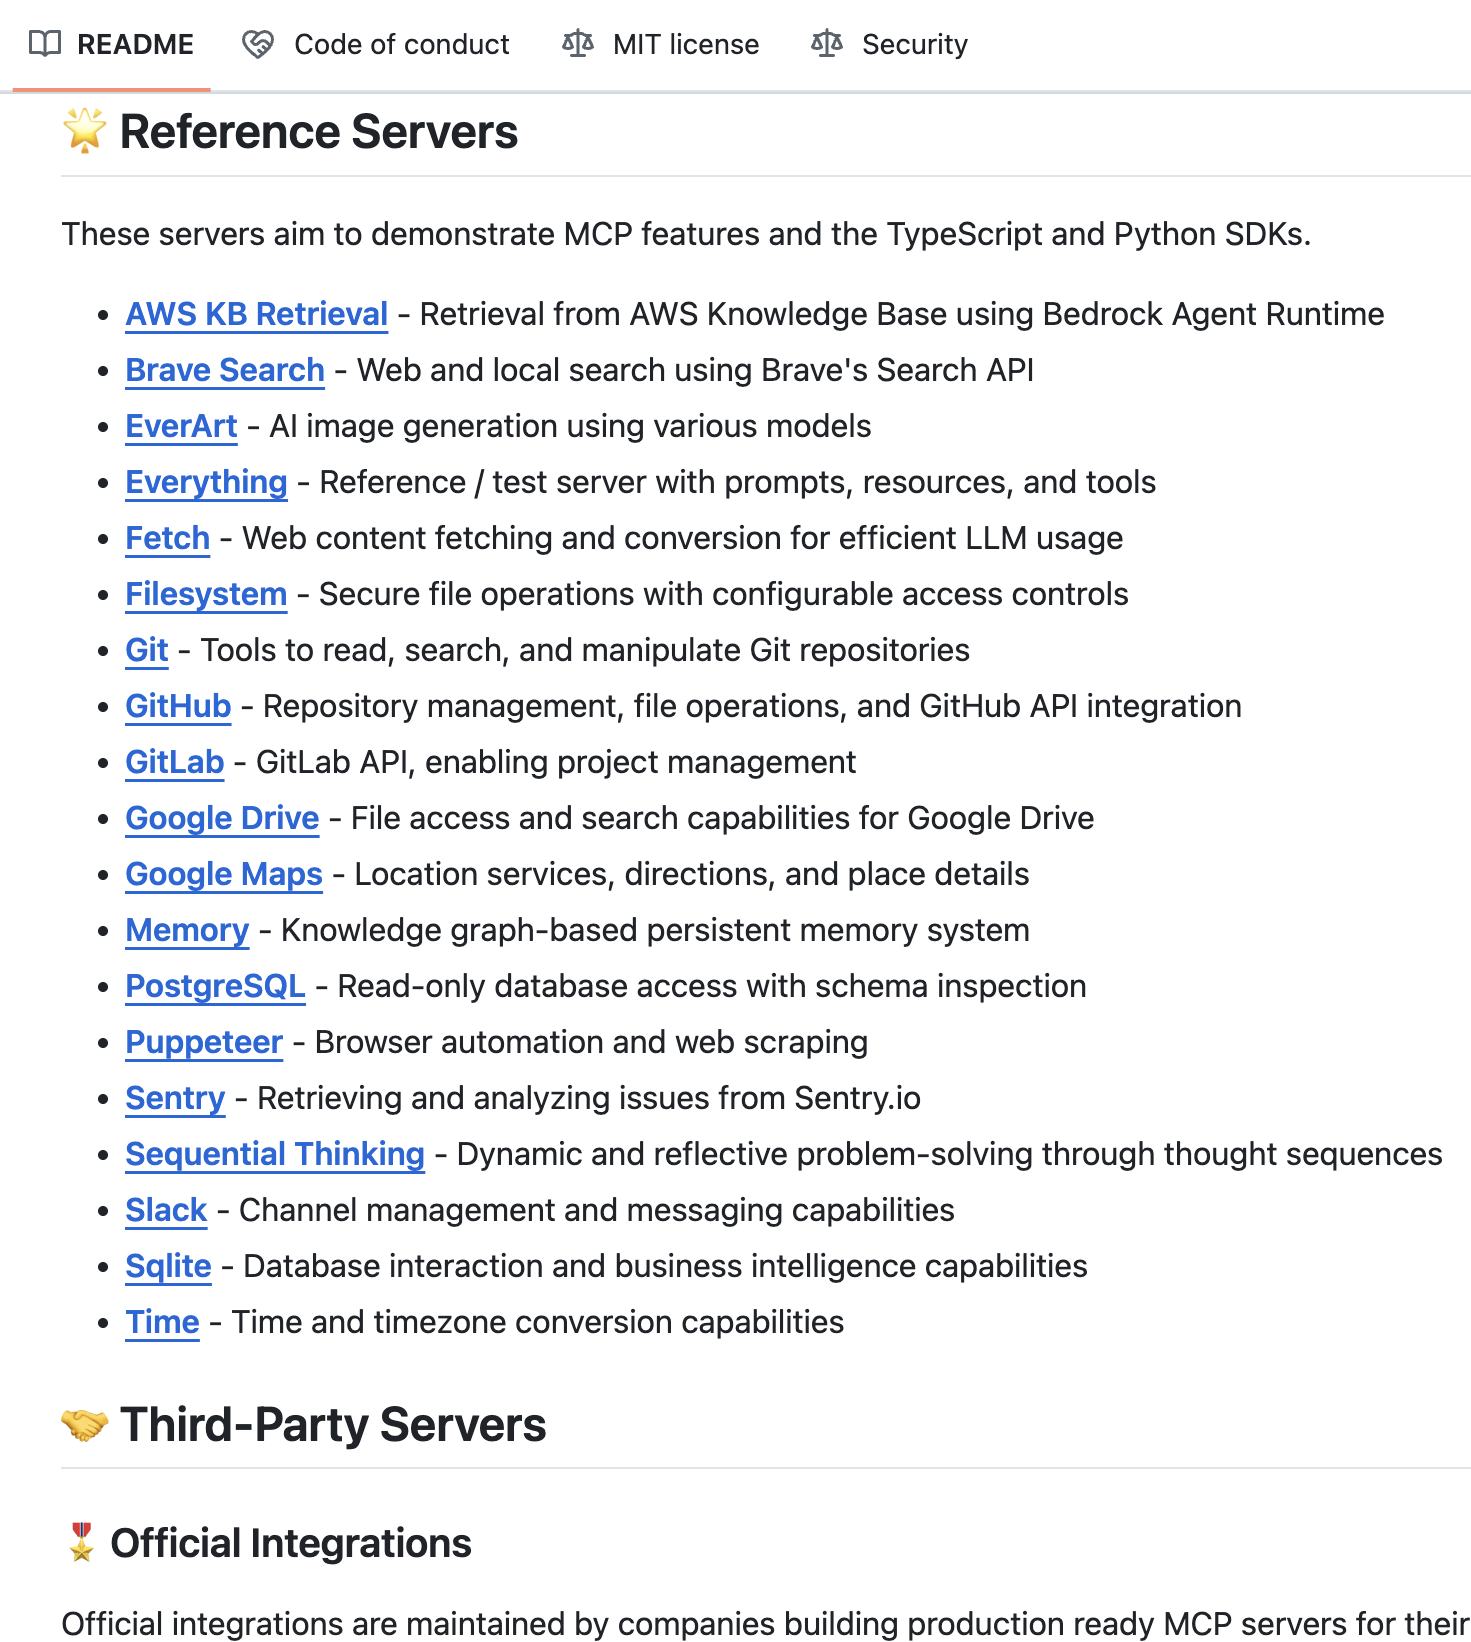 README Code of conduct MIT license Security
Reference Servers
These servers aim to demonstrate MCP features and the TypeScript and Python SDKs.
• AWS KB Retrieval - Retrieval from AWS Knowledge Base using Bedrock Agent Runtime
• Brave Search - Web and local search using Brave's Search API
• EverArt - AI image generation using various models
• Everything - Reference / test server with prompts, resources, and tools
• Fetch - Web content fetching and conversion for efficient LLM usage
• Filesystem - Secure file operations with configurable access controls
• Git - Tools to read, search, and manipulate Git repositories
• GitHub - Repository management, file operations, and GitHub API integration
• GitLab - GitLab API, enabling project management
• Google Drive - File access and search capabilities for Google Drive
• Google Maps - Location services, directions, and place details
• Memory - Knowledge graph-based persistent memory system
• PostgreSQL - Read-only database access with schema inspection
• Puppeteer - Browser automation and web scraping
• Sentry - Retrieving and analyzing issues from Sentry.io
• Sequential Thinking - Dynamic and reflective problem-solving through thought sequences
• Slack - Channel management and messaging capabilities
• Sqlite - Database interaction and business intelligence capabilities
• Time - Time and timezone conversion capabilities
Third-Party Servers
Official Integrations
Official integrations are maintained by companies building production ready MCP servers for their